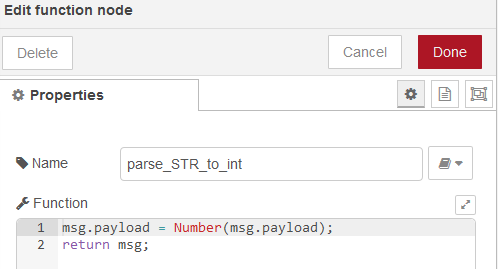 Edit function node
Delete
Cancel
Done
Properties
Name
parse_STR_to_int
Function
1 msg.payload = Number(msg.payload);
2 return msg;